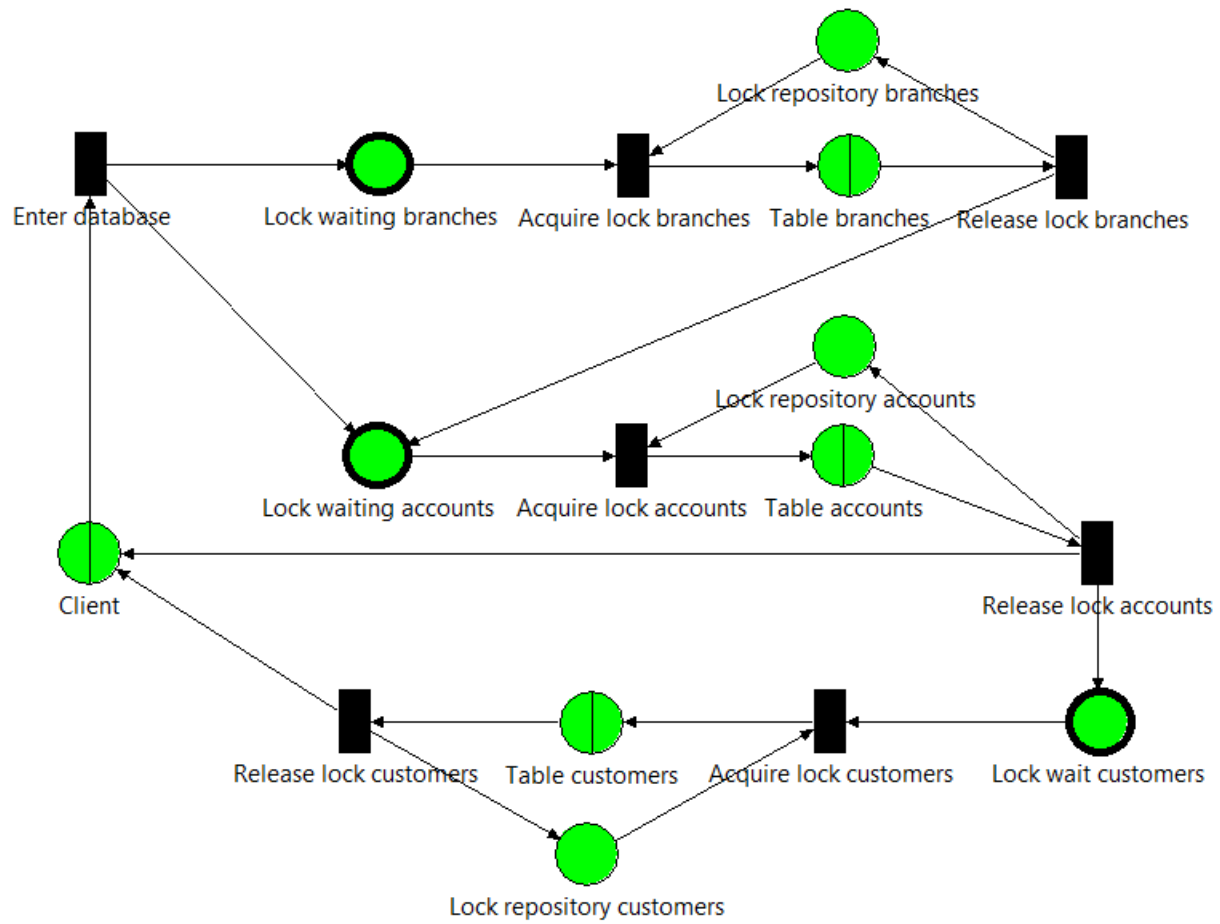 Lock repository branches
Enter database
Lock waiting branches
Acquire lock branches
Table branches
Release lock branches
Lock repository accounts
Lock waiting accounts
Acquire lock accounts
Table accounts
Client
Release lock accounts
Release lock customers
Table customers
Acquire lock customers
Lock wait customers
Lock repository customers